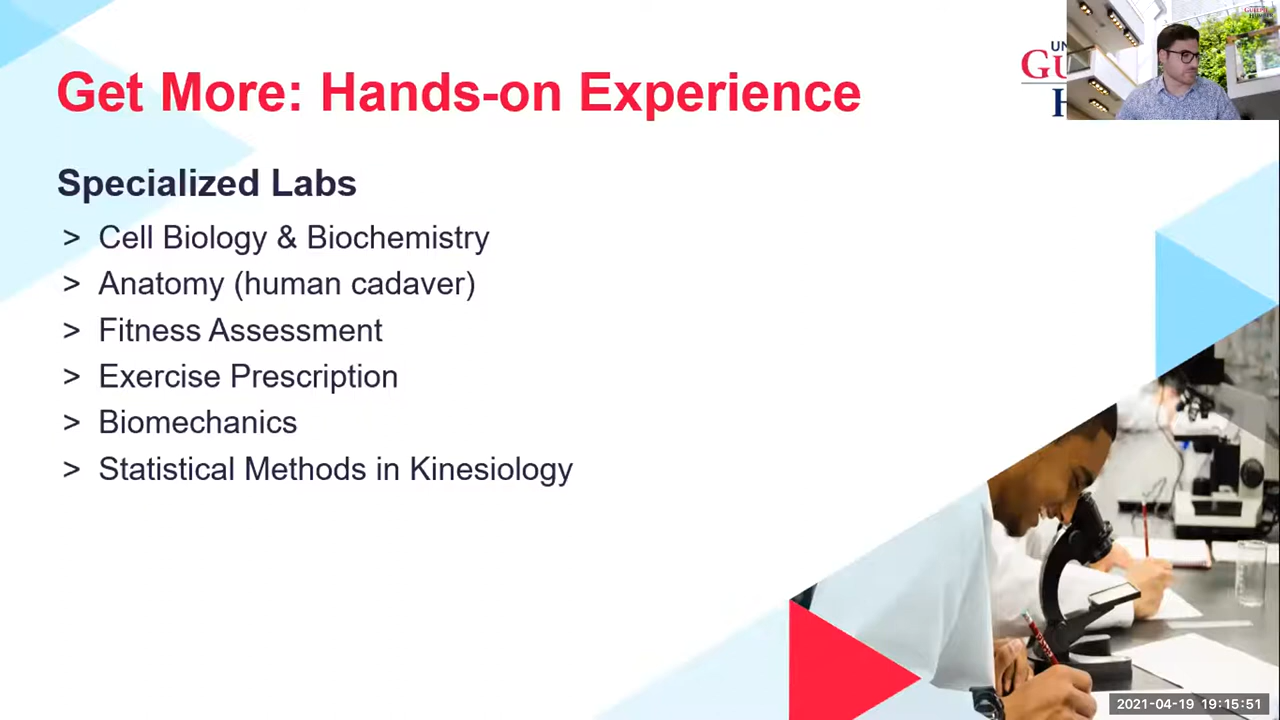 Get More: Hands-on Experience
Specialized Labs
> Cell Biology & Biochemistry
> Anatomy (human cadaver)
> Fitness Assessment
> Exercise Prescription
> Biomechanics
> Statistical Methods in Kinesiology
2021-04-19 19:15:51